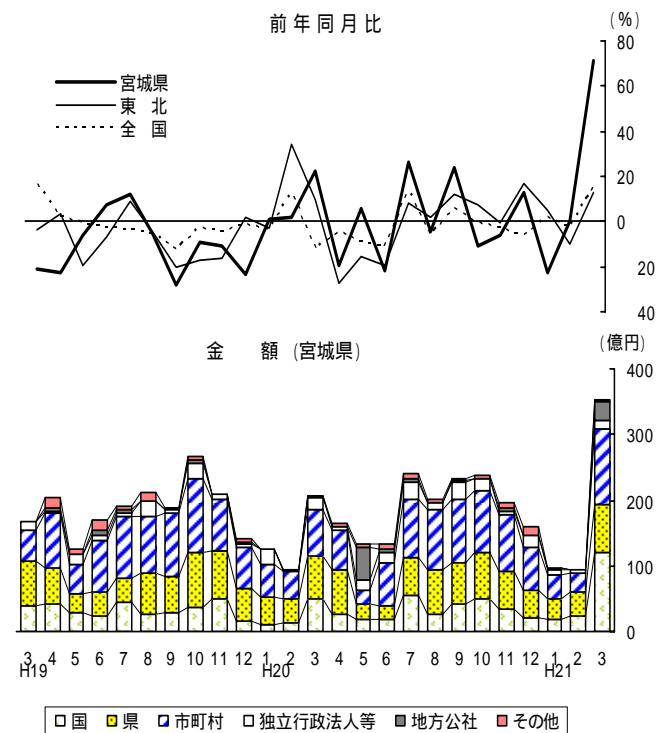 前年同月比
(%)
80
60
40
20
0
20
40
宮城県
東 北
全 国
金 額 (宮城県)
(億円)
400
300
200
100
0
3 4 5 6 7 8 9 10 11 12 1 2 3 4 5 6 7 8 9 10 11 12 1 2 3
H19 H20 H21
国 県 市町村 独立行政法人等 地方公社 その他